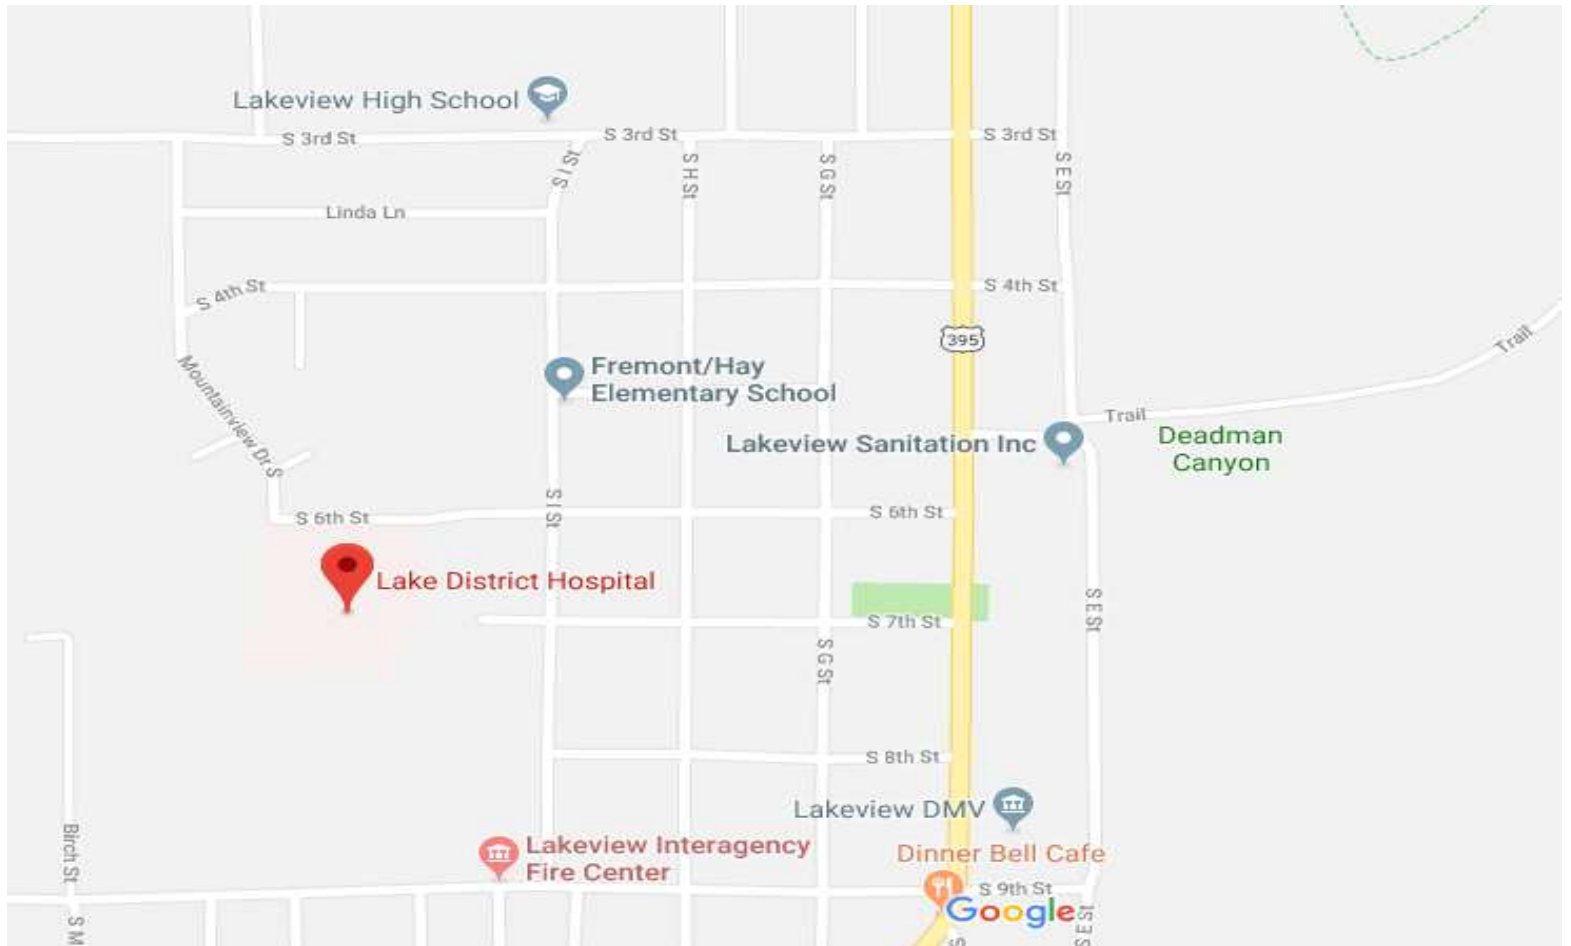 Lakeview High School
S 3rd St
S 3rd St
S 3rd St
S I St
S H St
S G St
S E St
Linda Ln
S 4th St
S 4th St
395
Trail
Mountainview Dr S
Fremont/Hay
Elementary School
Trail
Lakeview Sanitation Inc
Deadman
Canyon
S I St
S 6th St
S 6th St
Lake District Hospital
S E St
S 7th St
S G St
S 8th St
Lakeview DMV
Birch St
Lakeview Interagency
Fire Center
Dinner Bell Cafe
S 9th St
Google
S E St
S M
S